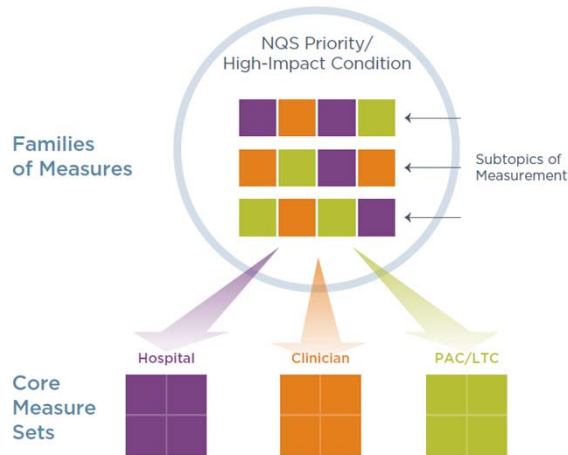 NQS Priority/
High-Impact Condition
Families
of Measures
Subtopics of
Measurement
Hospital
Clinician
PAC/LTC
Core
Measure
Sets